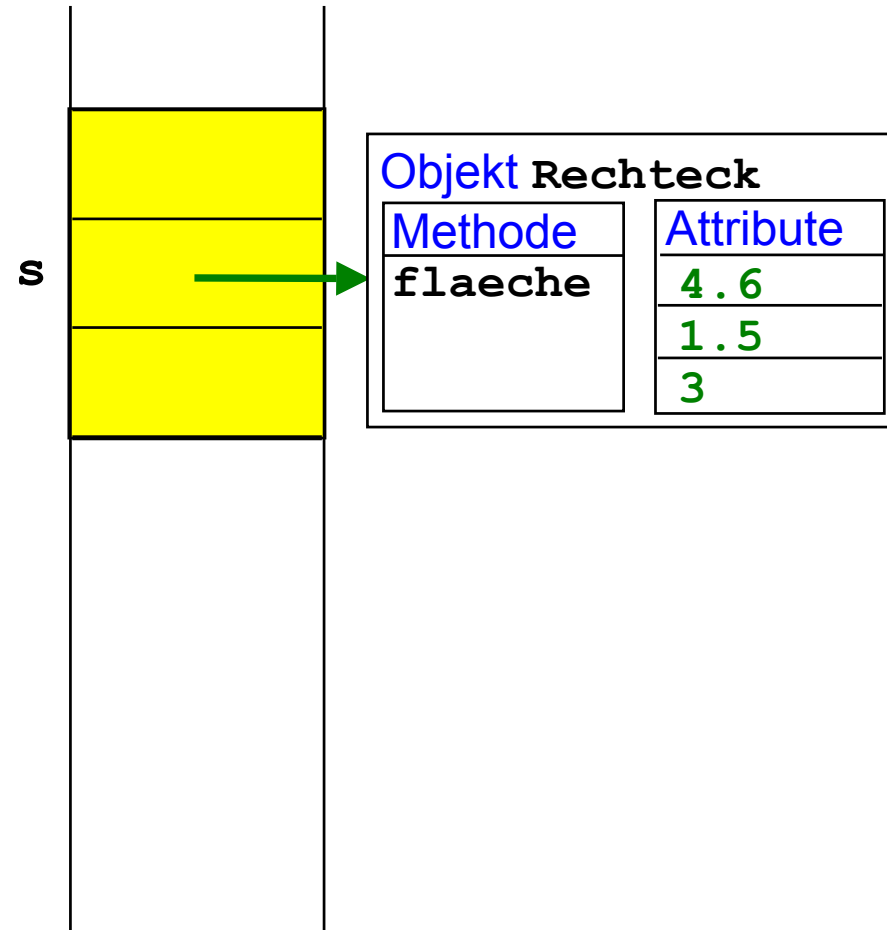 Objekt Rechteck
Methode
Attribute
s
flaeche
4.6
1.5
3